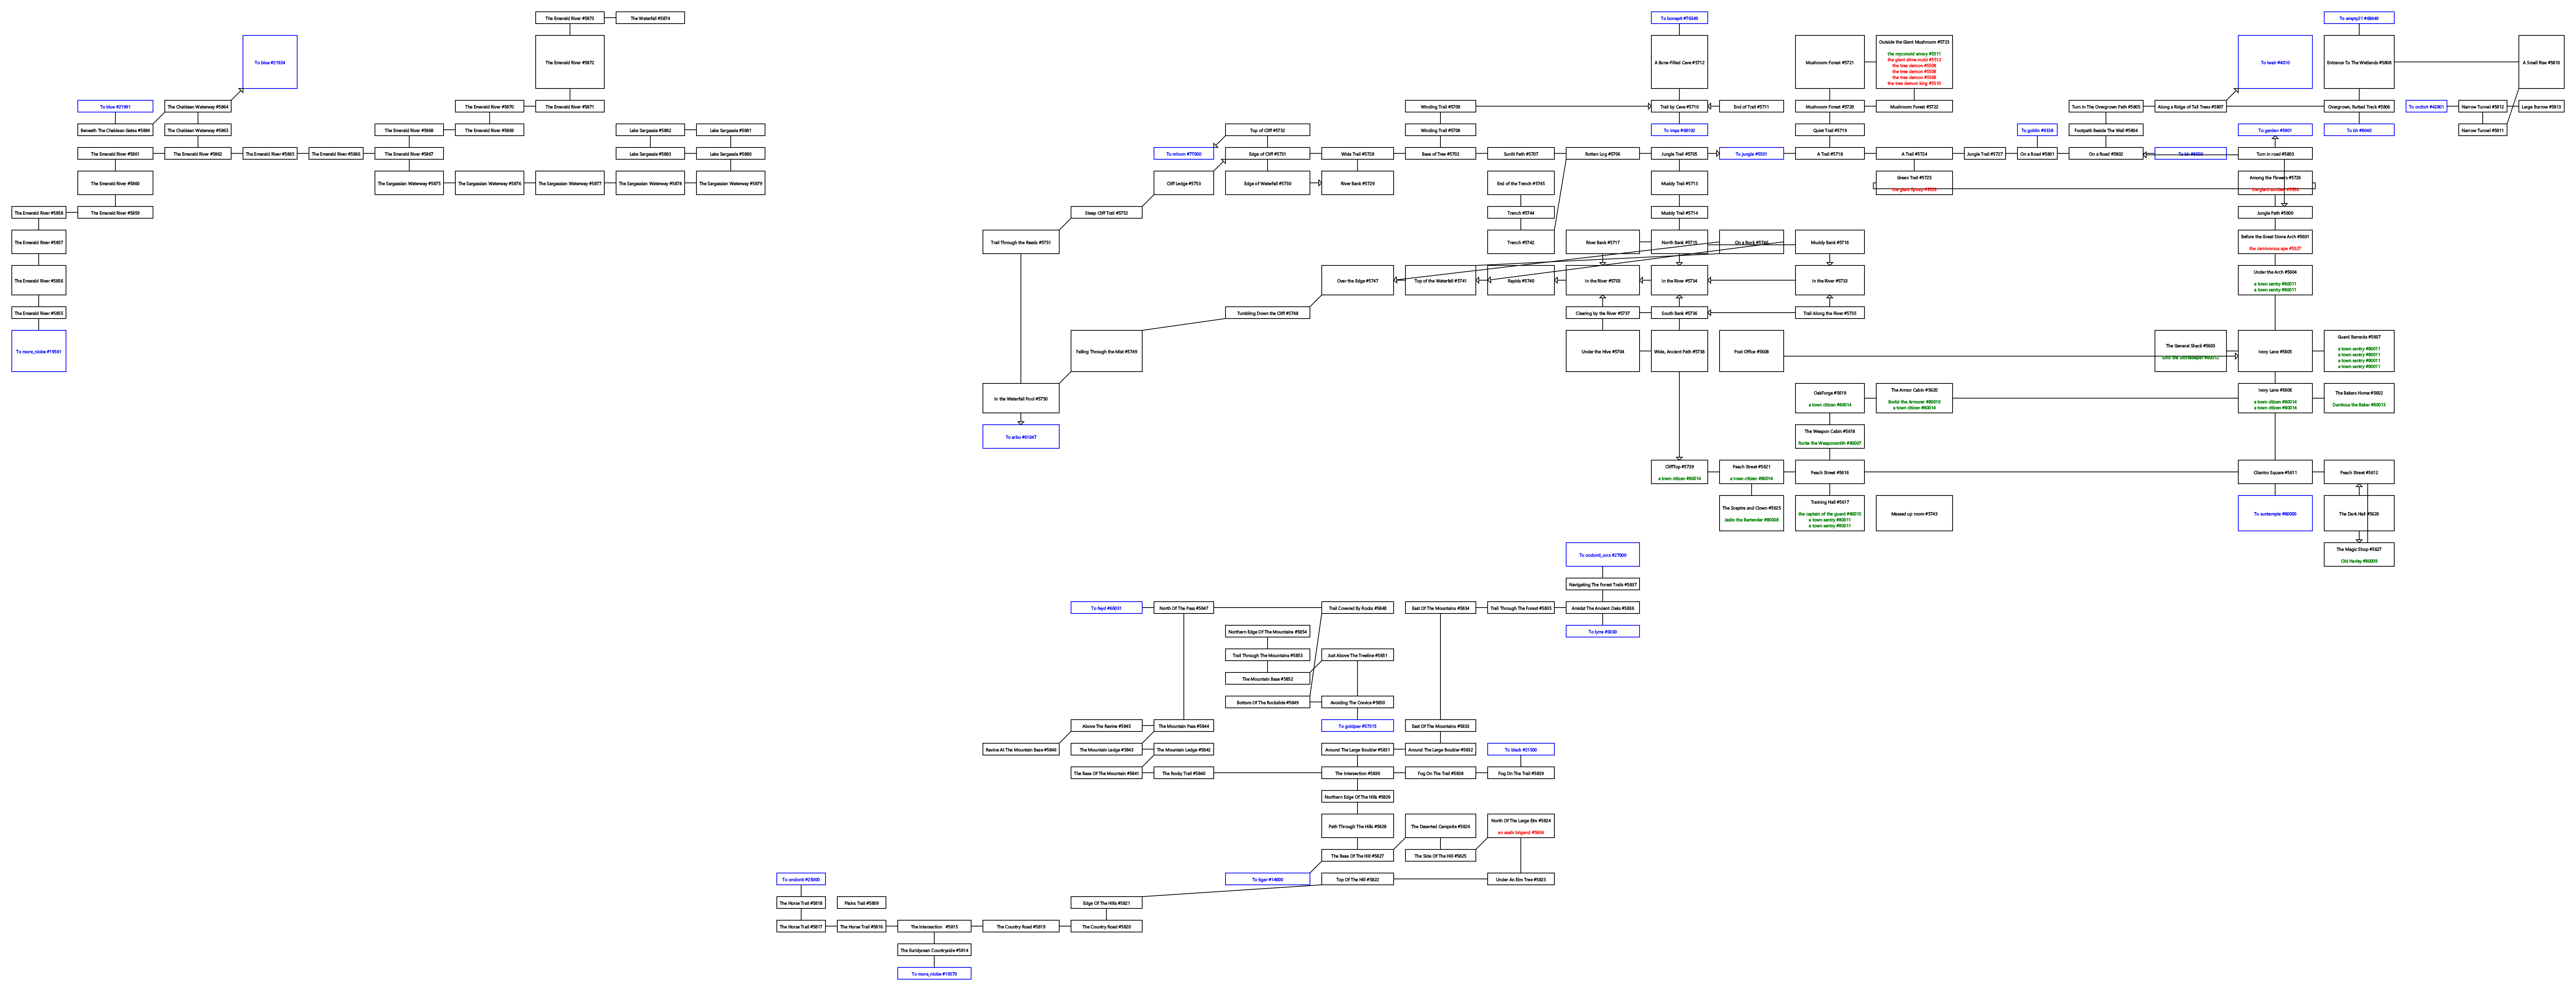 The Emerald River #5873
The Waterfall #5874
To bonepit #76349
To empty21 #68449
To blue #21924
The Emerald River #5872
A Bone-Filled Cave #5712
Mushroom Forest #5721
Outside the Giant Mushroom #5723
the myconoid envoy #5511
the giant slime mold #5512
the tree demon #5508
the tree demon #5508
the tree demon #5508
the tree demon king #5510
To iwari #4010
Entrance To The Wetlands #5808
A Small Rise #5810
To blue #21991
The Chaldean Waterway #5864
The Emerald River #5870
The Emerald River #5871
Winding Trail #5709
Trail by Cave #5710
End of Trail #5711
Mushroom Forest #5720
Mushroom Forest #5722
Turn In The Overgrown Path #5805
Along a Ridge of Tall Trees #5807
Overgrown, Rutted Track #5806
To orcfort #42801
Narrow Tunnel #5812
Large Burrow #5813
Beneath The Chaldean Gates #5884
The Chaldean Waterway #5863
The Emerald River #5868
The Emerald River #5869
Lake Sargassia #5882
Lake Sargassia #5881
Top of Cliff #5732
Winding Trail #5708
To imps #68102
Quiet Trail #5719
To goblin #9338
Footpath Beside The Wall #5804
To garden #5901
To bh #8040
Narrow Tunnel #5811
The Emerald River #5861
The Emerald River #5862
The Emerald River #5865
The Emerald River #5866
The Emerald River #5867
Lake Sargassia #5883
Lake Sargassia #5880
To mhorn #77000
Edge of Cliff #5731
Wide Trail #5728
Base of Tree #5702
Sunlit Path #5707
Rotten Log #5706
Jungle Trail #5705
To jungle #5501
A Trail #5718
A Trail #5724
Jungle Trail #5727
On a Road #5801
On a Road #5802
Turn in road #5803
The Emerald River #5860
The Sargassian Waterway #5875
The Sargassian Waterway #5876
The Sargassian Waterway #5877
The Sargassian Waterway #5878
The Sargassian Waterway #5879
Cliff Ledge #5753
Edge of Waterfall #5730
River Bank #5729
End of the Trench #5745
Muddy Trail #5713
Green Trail #5725
Among the Flowers #5726
The Emerald River #5858
The Emerald River #5859
Steep Cliff Trail #5752
Trench #5744
Muddy Trail #5714
Jungle Path #5600
The Emerald River #5857
Trail Through the Reeds #5751
Trench #5742
River Bank #5717
North Bank #5715
On a Rock #5746
Muddy Bank #5716
Before the Great Stone Arch #5601
the carnivorous ape #5527
The Emerald River #5856
Over the Edge #5747
Top of the Waterfall #5741
Rapids #5740
In the River #5703
In the River #5734
In the River #5733
Under the Arch #5604
a town sentry #80011
a town sentry #80011
The Emerald River #5855
Tumbling Down the Cliff #5748
Clearing by the River #5737
South Bank #5736
Trail Along the River #5735
To more_niobe #19561
Falling Through the Mist #5749
Under the Hive #5704
Wide, Ancient Path #5738
Post Office #5608
The General Shack #5603
Ivory Lane #5605
Guard Barracks #5607
a town sentry #80011
a town sentry #80011
a town sentry #80011
a town sentry #80011
In the Waterfall Pool #5750
OakForge #5619
a town citizen #80014
The Armor Cabin #5620
Borkir the Armorer #80010
a town citizen #80014
Ivory Lane #5606
a town citizen #80014
a town citizen #80014
The Bakers Home #5602
Dantious the Baker #80013
To arbo #61047
The Weapon Cabin #5618
Rorke the Weaponsmith #80007
CliffTop #5739
a town citizen #80014
Peach Street #5621
a town citizen #80014
Peach Street #5616
Cilantro Square #5611
Peach Street #5612
The Sceptre and Clown #5625
Jaslio the Bartender #80008
Training Hall #5617
the captain of the guard #80015
a town sentry #80011
a town sentry #80011
Messed up room #5743
To suntemple #80000
The Dark Hall #5626
To ondonti_orcs #27000
The Magic Shop #5627
Old Harley #80009
Navigating The Forest Trails #5837
To feyd #66031
North Of The Pass #5847
Trail Covered By Rocks #5848
East Of The Mountains #5834
Trail Through The Forest #5835
Amidst The Ancient Oaks #5836
Northern Edge Of The Mountains #5854
To lyns #5030
Trail Through The Mountains #5853
Just Above The Treeline #5851
The Mountain Base #5852
Bottom Of The Rockslide #5849
Avoiding The Crevice #5850
Above The Ravine #5845
The Mountain Pass #5844
To goldpav #57315
East Of The Mountains #5833
Ravine At The Mountain Base #5846
The Mountain Ledge #5843
The Mountain Ledge #5842
Around The Large Boulder #5831
Around The Large Boulder #5832
To black #21500
The Base Of The Mountain #5841
The Rocky Trail #5840
The Intersection #5830
Fog On The Trail #5838
Fog On The Trail #5839
Northern Edge Of The Hills #5829
Path Through The Hills #5828
The Deserted Campsite #5826
North Of The Large Elm #5824
an asabi brigand #5804
The Base Of The Hill #5827
The Side Of The Hill #5825
To ondonti #25000
To tiger #14000
Top Of The Hill #5822
Under An Elm Tree #5823
The Horse Trail #5818
Plains Trail #5809
Edge Of The Hills #5821
The Horse Trail #5817
The Horse Trail #5816
The Intersection #5815
The Country Road #5819
The Country Road #5820
The Euridycean Countryside #5814
To more_niobe #19570